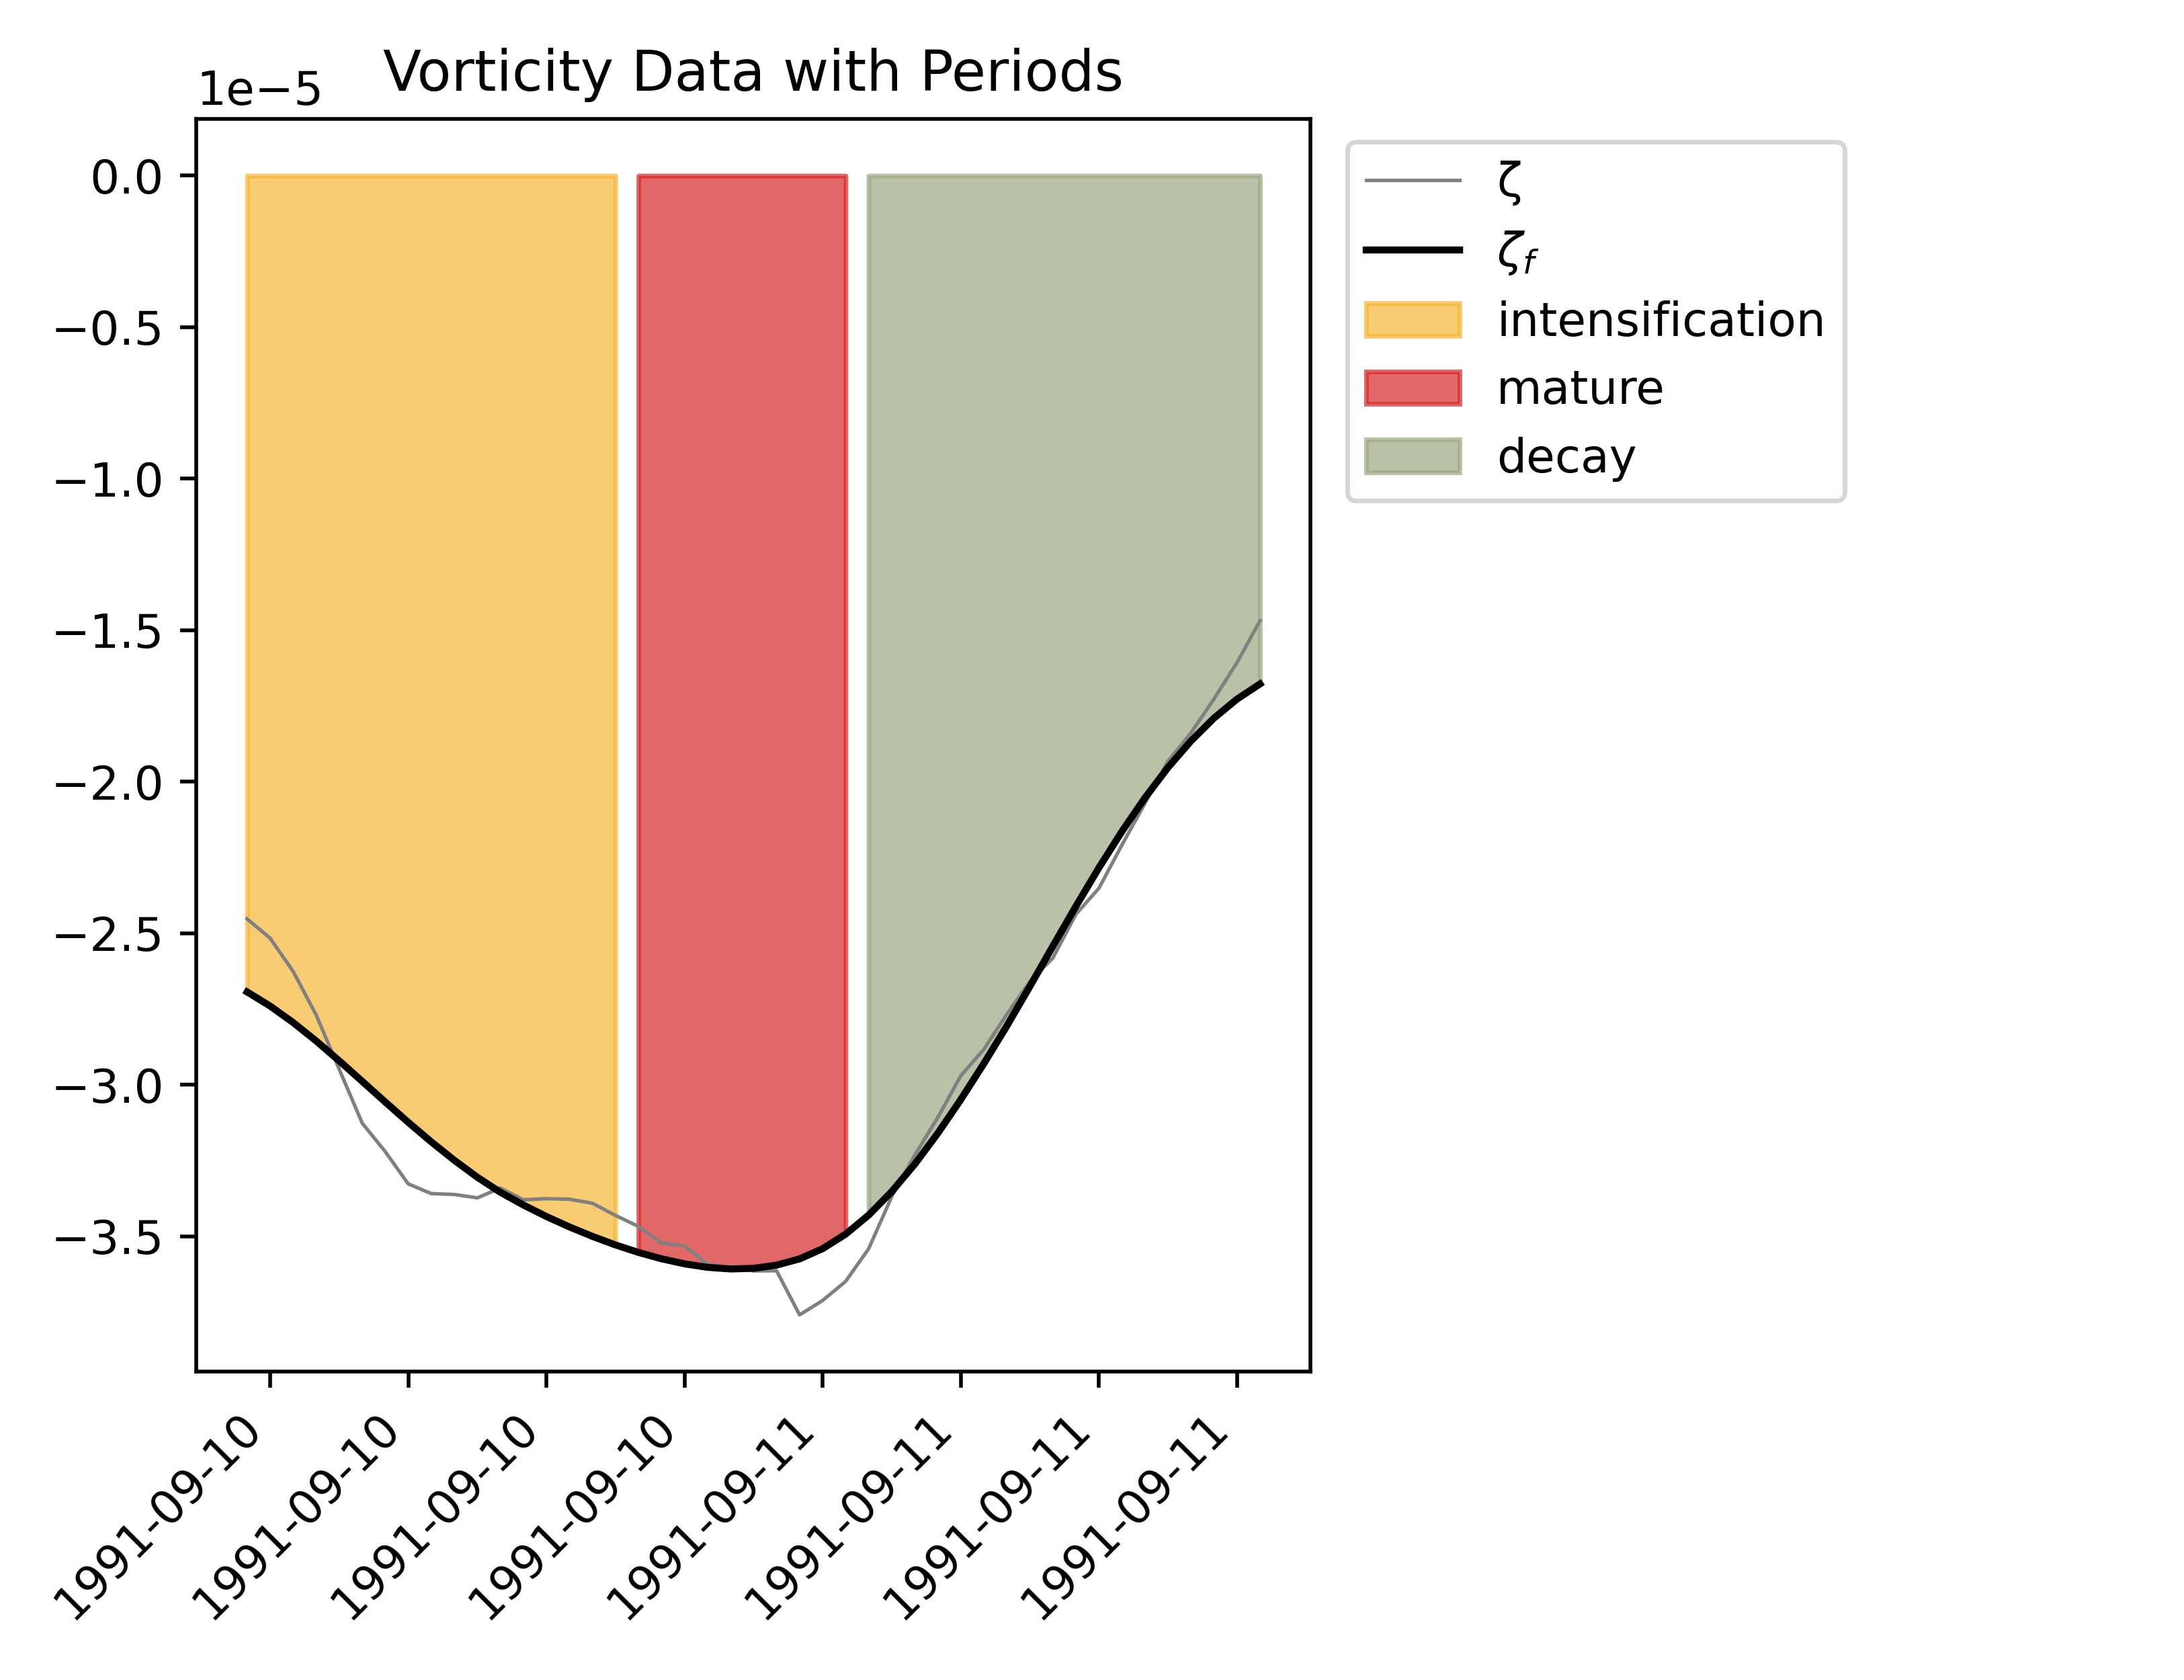 Vorticity Data with Periods
1e−5
0.0
−0.5
−1.0
−1.5
−2.0
−2.5
−3.0
−3.5
1991-09-10
1991-09-10
1991-09-10
1991-09-10
1991-09-11
1991-09-11
1991-09-11
1991-09-11
ζ
ζf
intensification
mature
decay